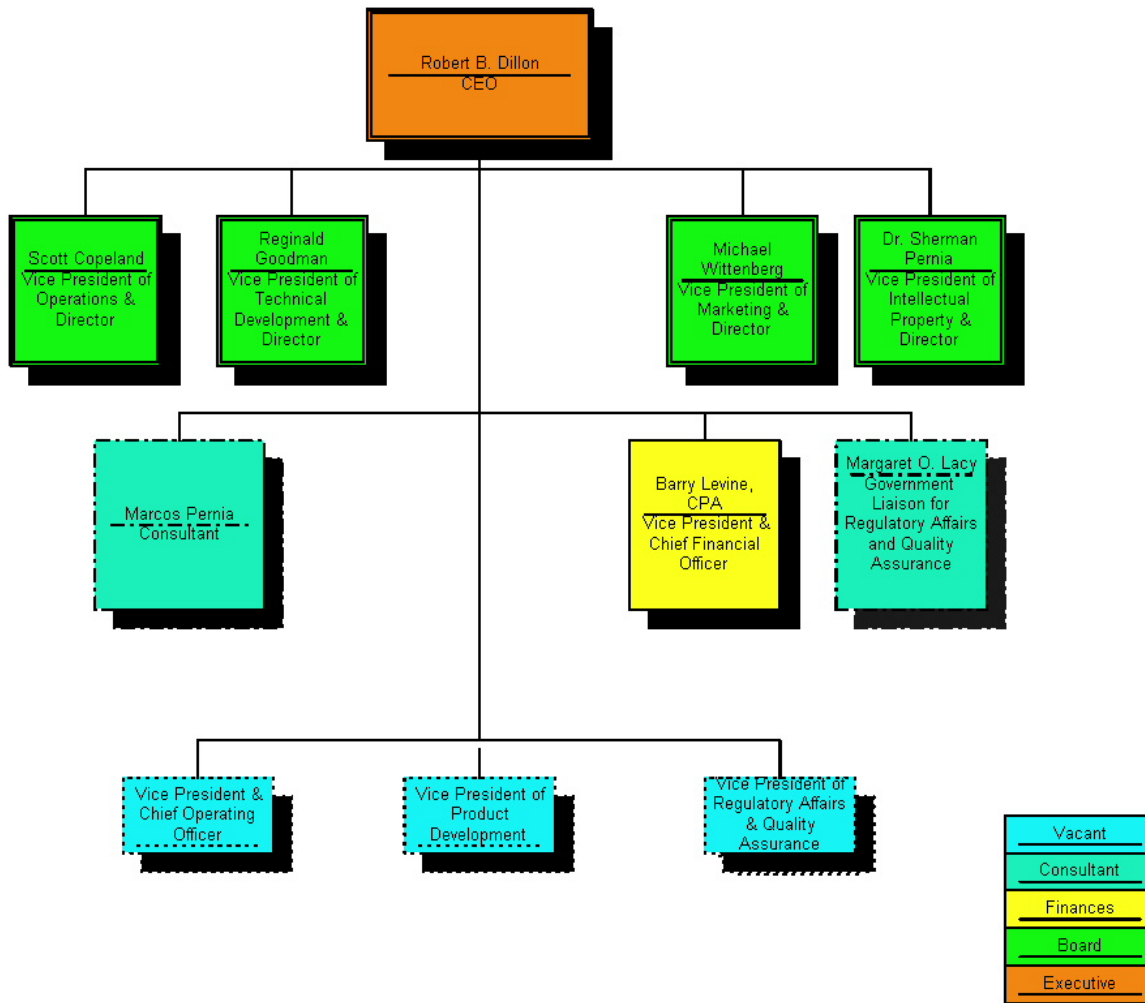 Robert B. Dillon
CEO
Scott Copeland
Vice President of
Operations &
Director
Reginald
Goodman
Vice President of
Technical
Development &
Director
Michael
Wittenberg
Vice President of
Marketing &
Director
Dr. Sherman
Pernia
Vice President of
Intellectual
Property &
Director
Marcos Pernia
Consultant
Barry Levine,
CPA
Vice President &
Chief Financial
Officer
Margaret O. Lacy
Government
Liaison for
Regulatory Affairs
and Quality
Assurance
Vice President &
Chief Operating
Officer
Vice President of
Product
Development
Vice President of
Regulatory Affairs
& Quality
Assurance
Vacant
Consultant
Finances
Board
Executive